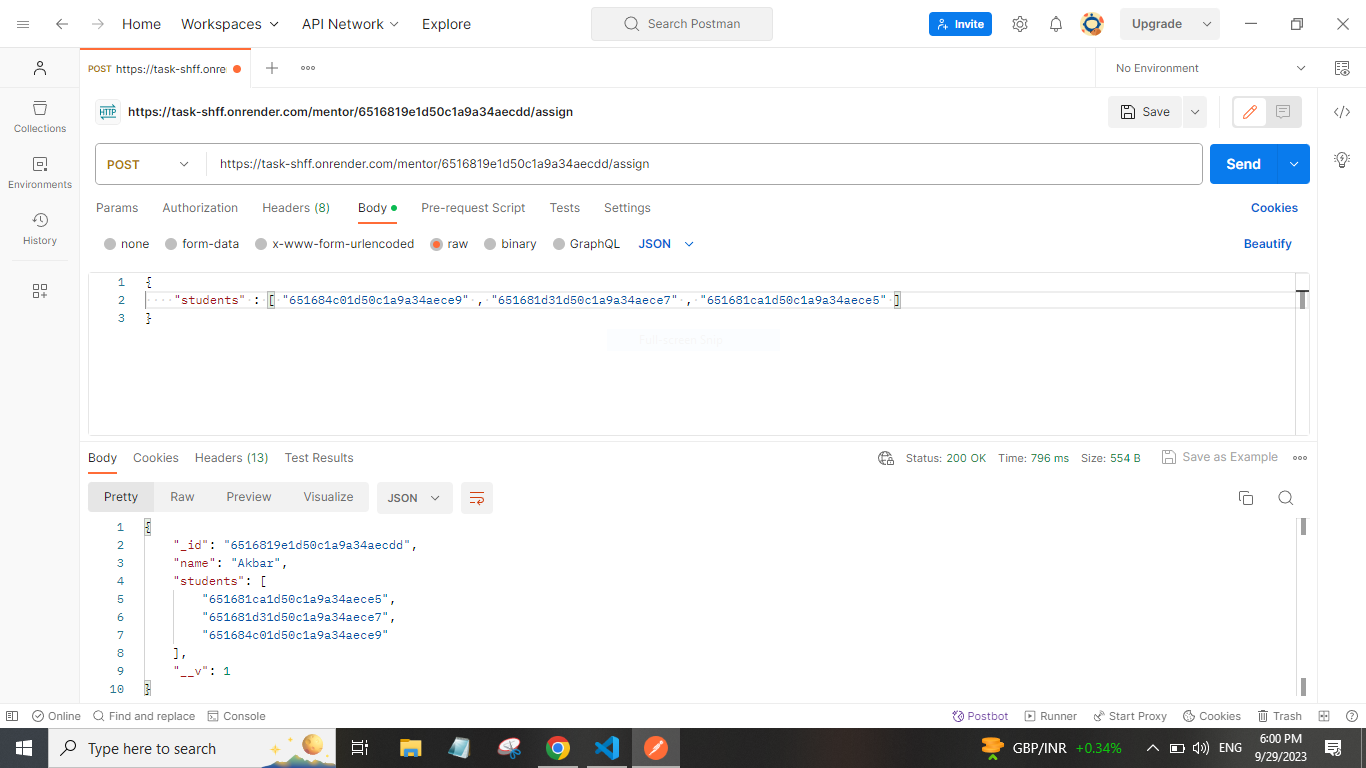 Home Workspaces API Network Explore Search Postman Invite Upgrade
POST https://task-shff.onre No Environment
HTTP https://task-shff.onrender.com/mentor/6516819e1d50c1a9a34aecdd/assign Save
POST https://task-shff.onrender.com/mentor/6516819e1d50c1a9a34aecdd/assign Send
Collections
Environments
History
Params Authorization Headers (8) Body Pre-request Script Tests Settings Cookies
none form-data x-www-form-urlencoded raw binary GraphQL JSON Beautify
1 {
2 "students" : [ "651684c01d50c1a9a34aece9" , "651681d31d50c1a9a34aece7" , "651681ca1d50c1a9a34aece5" ]
3 }
Body Cookies Headers (13) Test Results Status: 200 OK Time: 796 ms Size: 554 B Save as Example
Pretty Raw Preview Visualize JSON
1 {
2 "_id": "6516819e1d50c1a9a34aecdd",
3 "name": "Akbar",
4 "students": [
5 "651681ca1d50c1a9a34aece5",
6 "651681d31d50c1a9a34aece7",
7 "651684c01d50c1a9a34aece9"
8 ],
9 "__v": 1
10 }
Online Find and replace Console Postbot Runner Start Proxy Cookies Trash
Type here to search GBP/INR +0.34% ENG 6:00 PM
9/29/2023